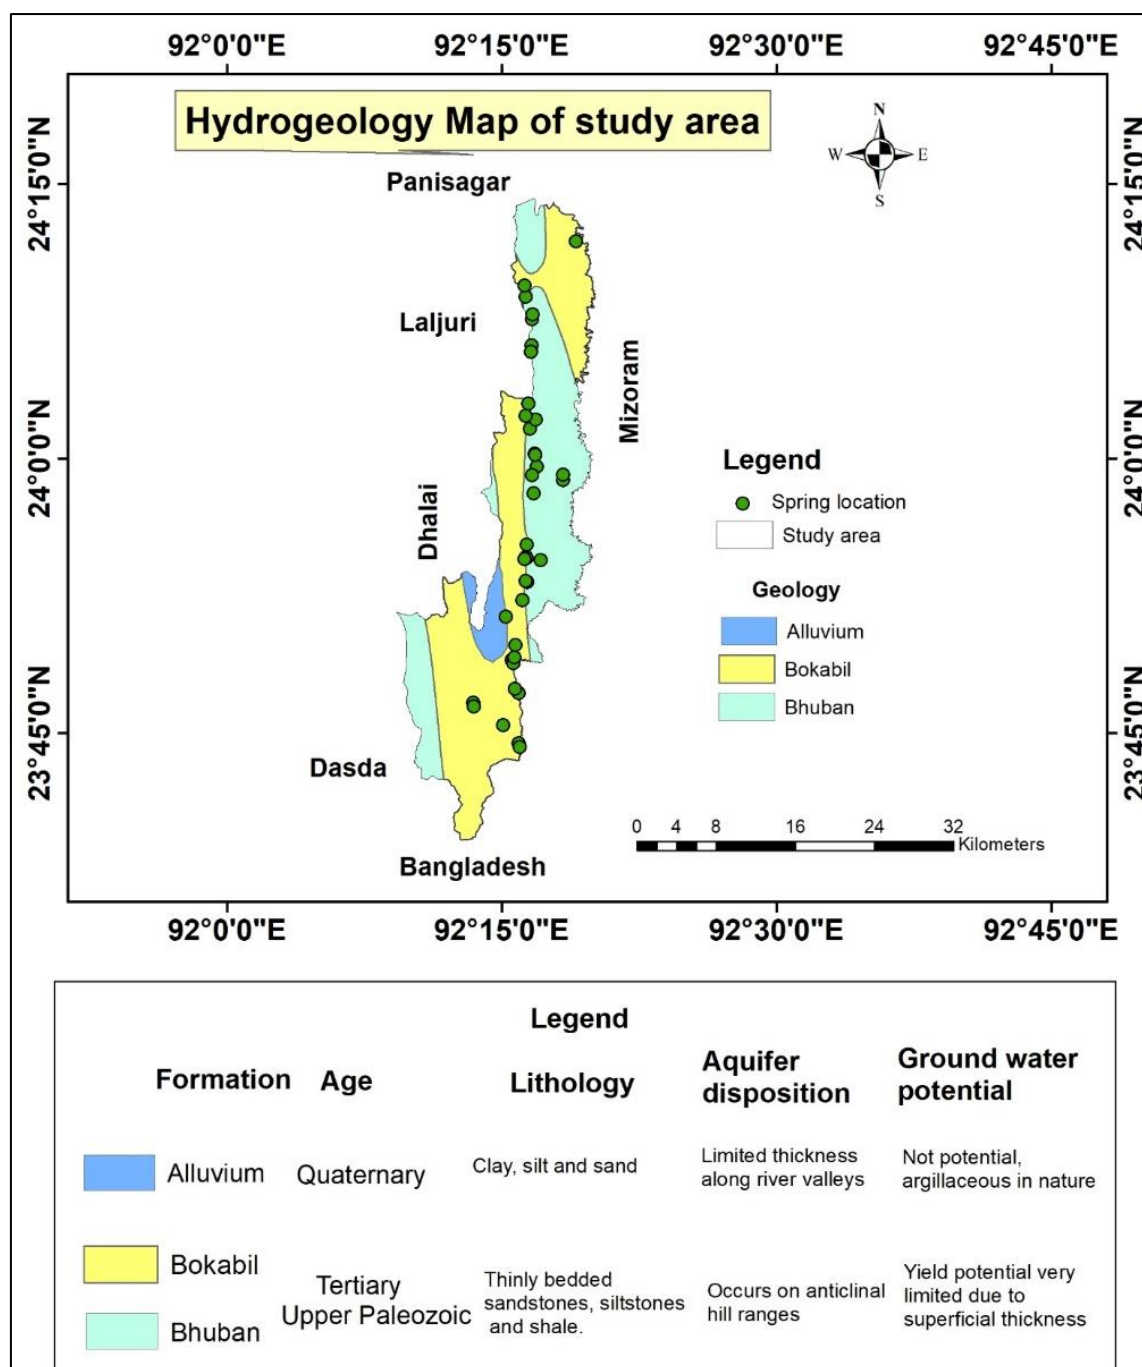 92°0'0"E 92°15'0"E 92°30'0"E 92°45'0"E
Hydrogeology Map of study area
N
W E
S
24°15'0"N
24°15'0"N
Panisagar
Laljuri
Mizoram
24°0'0"N
24°0'0"N
Dhalai
Legend
Spring location
Study area
Geology
Alluvium
Bokabil
Bhuban
23°45'0"N
23°45'0"N
Dasda
Bangladesh
0 4 8 16 24 32
Kilometers
92°0'0"E 92°15'0"E 92°30'0"E 92°45'0"E
Legend
Formation Age Lithology Aquifer disposition Ground water potential
Alluvium
Quaternary
Clay, silt and sand
Limited thickness
along river valleys
Not potential,
argillaceous in nature
Bokabil
Bhuban
Tertiary
Upper Paleozoic
Thinly bedded
sandstones, siltstones
and shale.
Occurs on anticlinal
hill ranges
Yield potential very
limited due to
superficial thickness